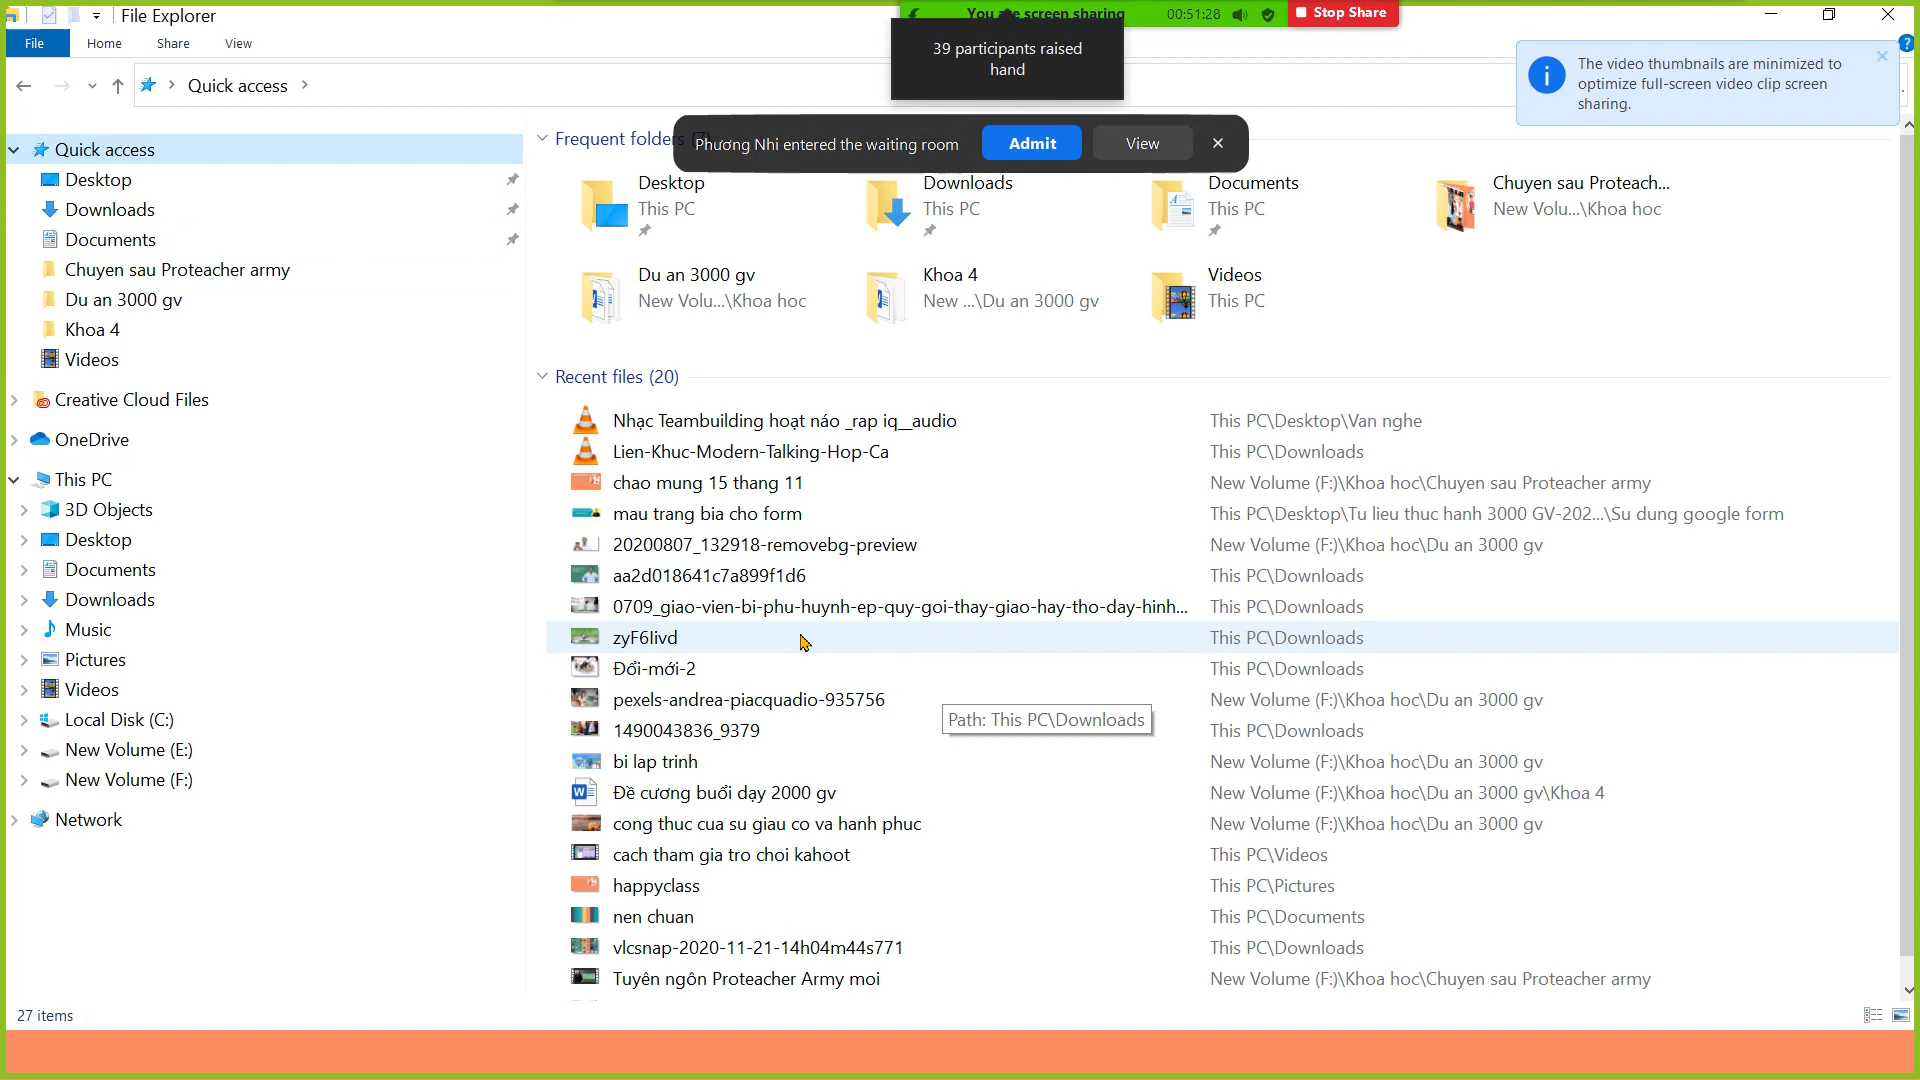 File Explorer
You are screen sharing
00:51:28
Stop Share
File
Home
Share
View
39 participants raised
hand
The video thumbnails are minimized to
optimize full-screen video clip screen
sharing.
Quick access
Phương Nhi entered the waiting room
Admit
View
Quick access
Desktop
Downloads
Documents
Chuyen sau Proteacher army
Du an 3000 gv
Khoa 4
Videos
Creative Cloud Files
OneDrive
This PC
3D Objects
Desktop
Documents
Downloads
Music
Pictures
Videos
Local Disk (C:)
New Volume (E:)
New Volume (F:)
Network
Frequent folders (7)
Desktop
This PC
Downloads
This PC
Documents
This PC
Chuyen sau Proteach...
New Volu...\Khoa hoc
Du an 3000 gv
New Volu...\Khoa hoc
Khoa 4
New ...\Du an 3000 gv
Videos
This PC
Recent files (20)
Nhạc Teambuilding hoạt náo _rap iq__audio This PC\Desktop\Van nghe
Lien-Khuc-Modern-Talking-Hop-Ca This PC\Downloads
chao mung 15 thang 11 New Volume (F:)\Khoa hoc\Chuyen sau Proteacher army
mau trang bia cho form This PC\Desktop\Tu lieu thuc hanh 3000 GV-202...\Su dung google form
20200807_132918-removebg-preview New Volume (F:)\Khoa hoc\Du an 3000 gv
aa2d018641c7a899f1d6 This PC\Downloads
0709_giao-vien-bi-phu-huynh-ep-quy-goi-thay-giao-hay-tho-day-hinh... This PC\Downloads
zyF6Iivd This PC\Downloads
Đổi-mới-2 This PC\Downloads
pexels-andrea-piacquadio-935756 New Volume (F:)\Khoa hoc\Du an 3000 gv
Path: This PC\Downloads
1490043836_9379 This PC\Downloads
bi lap trinh New Volume (F:)\Khoa hoc\Du an 3000 gv
Đề cương buổi dạy 2000 gv New Volume (F:)\Khoa hoc\Du an 3000 gv\Khoa 4
cong thuc cua su giau co va hanh phuc New Volume (F:)\Khoa hoc\Du an 3000 gv
cach tham gia tro choi kahoot This PC\Videos
happyclass This PC\Pictures
nen chuan This PC\Documents
vlcsnap-2020-11-21-14h04m44s771 This PC\Downloads
Tuyên ngôn Proteacher Army moi New Volume (F:)\Khoa hoc\Chuyen sau Proteacher army
27 items